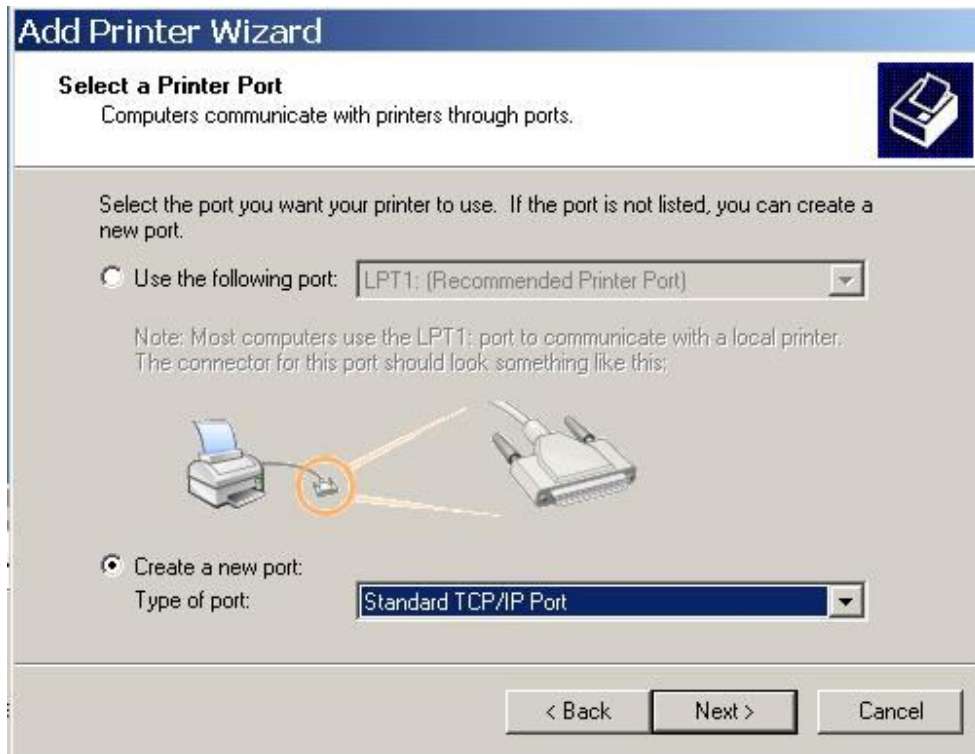 Add Printer Wizard
Select a Printer Port
Computers communicate with printers through ports.
Select the port you want your printer to use.  If the port is not listed, you can create a
new port.
Use the following port: LPT1: (Recommended Printer Port)
Note: Most computers use the LPT1: port to communicate with a local printer.
The connector for this port should look something like this:
Create a new port:
Type of port: Standard TCP/IP Port
< Back Next > Cancel